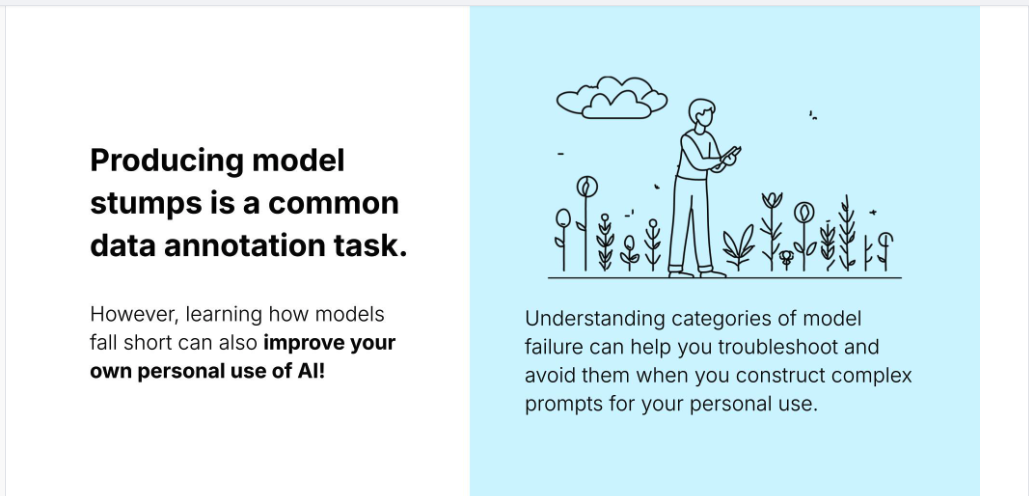 Producing model
stumps is a common
data annotation task.
However, learning how models
fall short can also improve your
own personal use of AI!
Understanding categories of model
failure can help you troubleshoot and
avoid them when you construct complex
prompts for your personal use.